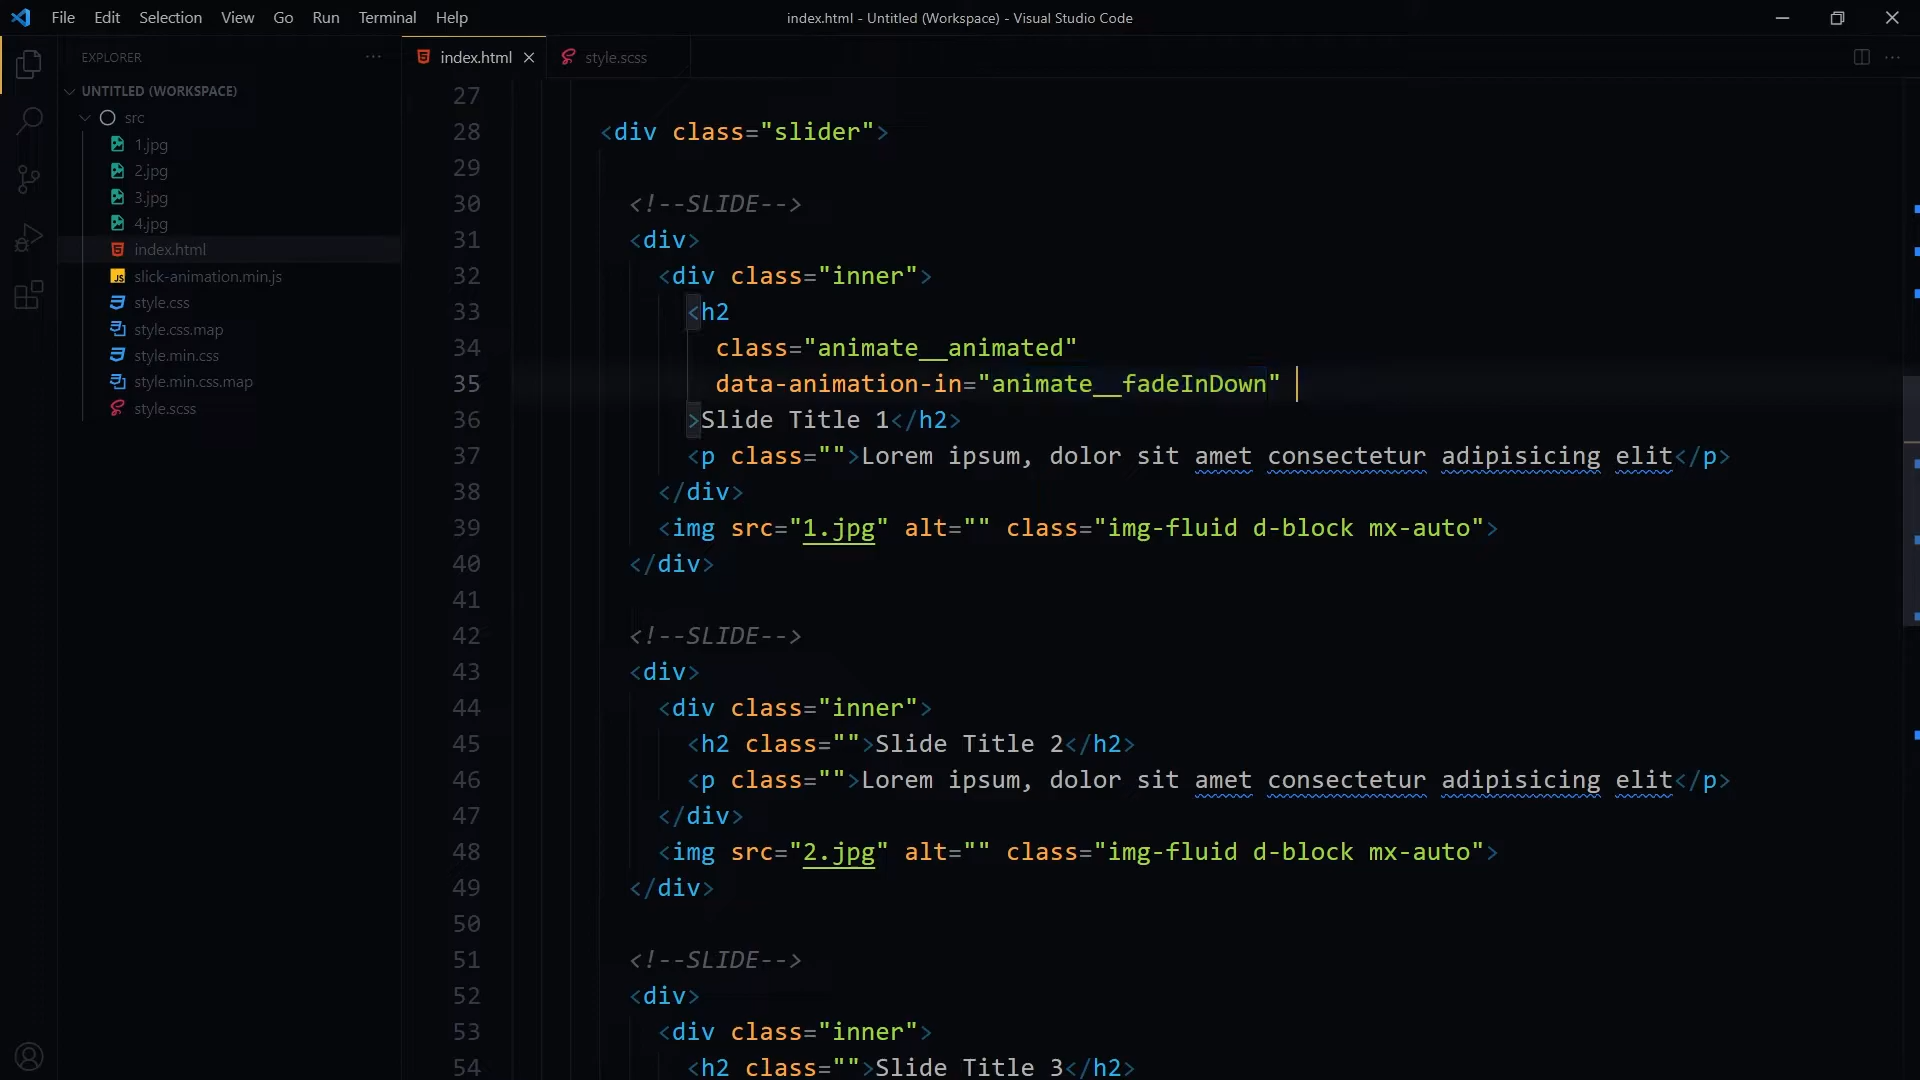 File Edit Selection View Go Run Terminal Help
index.html - Untitled (Workspace) - Visual Studio Code
EXPLORER
UNTITLED (WORKSPACE)
src
1.jpg
2.jpg
3.jpg
4.jpg
index.html
JS slick-animation.min.js
style.css
style.css.map
style.min.css
style.min.css.map
style.scss
index.html
style.scss
27
28 <div class="slider">
29
30 <!--SLIDE-->
31 <div>
32 <div class="inner">
33 <h2
34 class="animate__animated"
35 data-animation-in="animate__fadeInDown"
36 >Slide Title 1</h2>
37 <p class="">Lorem ipsum, dolor sit amet consectetur adipisicing elit</p>
38 </div>
39 <img src="1.jpg" alt="" class="img-fluid d-block mx-auto">
40 </div>
41
42 <!--SLIDE-->
43 <div>
44 <div class="inner">
45 <h2 class="">Slide Title 2</h2>
46 <p class="">Lorem ipsum, dolor sit amet consectetur adipisicing elit</p>
47 </div>
48 <img src="2.jpg" alt="" class="img-fluid d-block mx-auto">
49 </div>
50
51 <!--SLIDE-->
52 <div>
53 <div class="inner">
54 <h2 class="">Slide Title 3</h2>